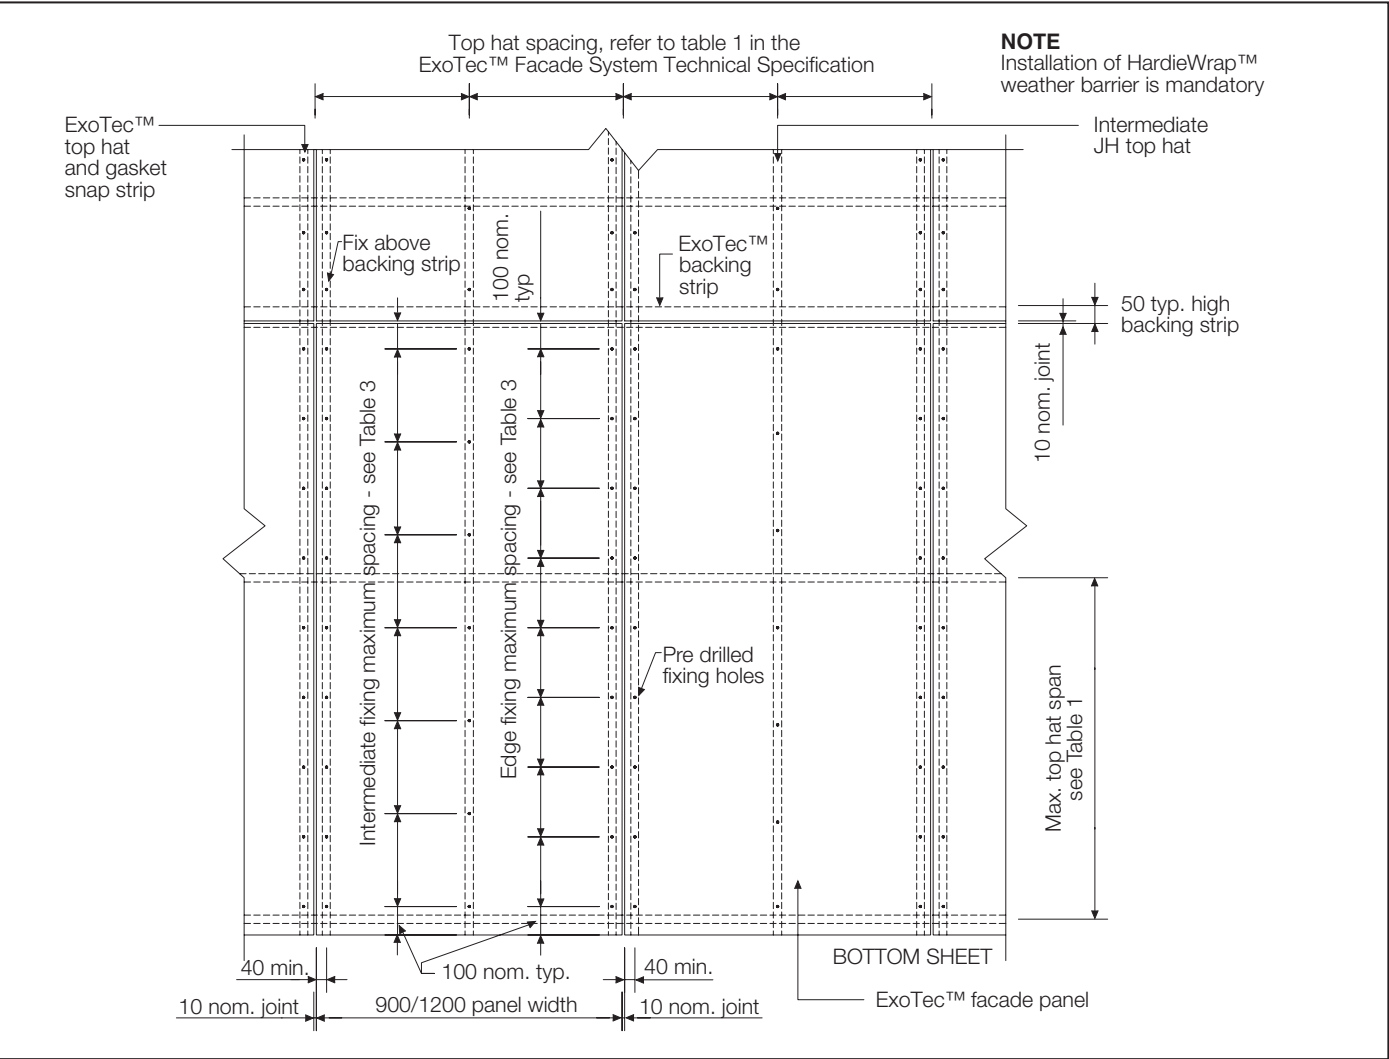 Top hat spacing, refer to table 1 in the
ExoTec™ Facade System Technical Specification
NOTE
Installation of HardieWrap™
weather barrier is mandatory
ExoTec™
top hat
and gasket
snap strip
Intermediate
JH top hat
Fix above
backing strip
100 nom.
typ
ExoTec™
backing
strip
50 typ. high
backing strip
10 nom. joint
Intermediate fixing maximum spacing - see Table 3
Edge fixing maximum spacing - see Table 3
Pre drilled
fixing holes
Max. top hat span
see Table 1
BOTTOM SHEET
40 min.
100 nom. typ.
40 min.
10 nom. joint
900/1200 panel width
10 nom. joint
ExoTec™ facade panel